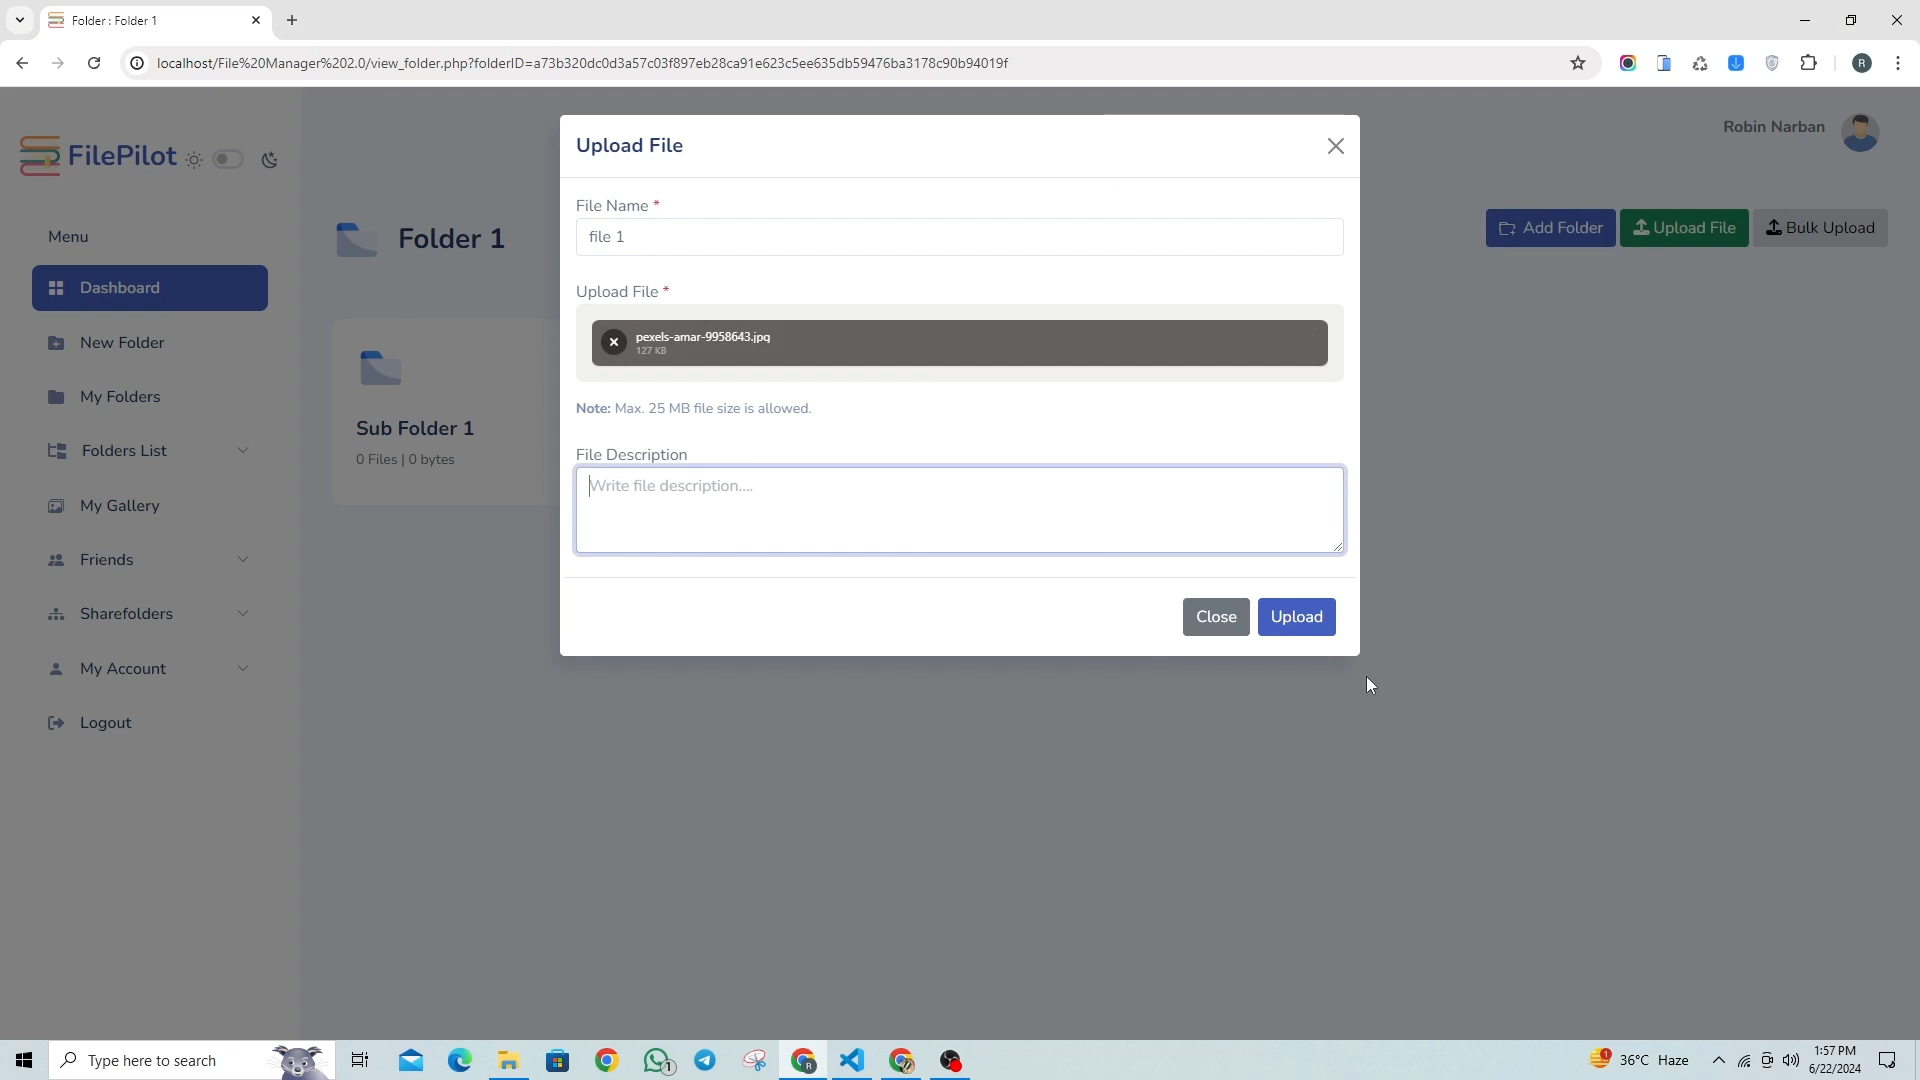 Folder : Folder 1
localhost/File%20Manager%202.0/view_folder.php?folderID=a73b320dc0d3a57c03f897eb28ca91e623c5ee635db59476ba3178c90b94019f
R
FilePilot
Robin Narban
Menu
Dashboard
New Folder
My Folders
Folders List
My Gallery
Friends
Sharefolders
My Account
Logout
Folder 1
Add Folder
Upload File
Bulk Upload
Sub Folder 1
0 Files | 0 bytes
Upload File
File Name *
file 1
Upload File *
pexels-amar-9958643.jpg
127 KB
Note: Max. 25 MB file size is allowed.
File Description
Write file description....
Close
Upload
Type here to search
1
R
1
36°C Haze
1:57 PM
6/22/2024